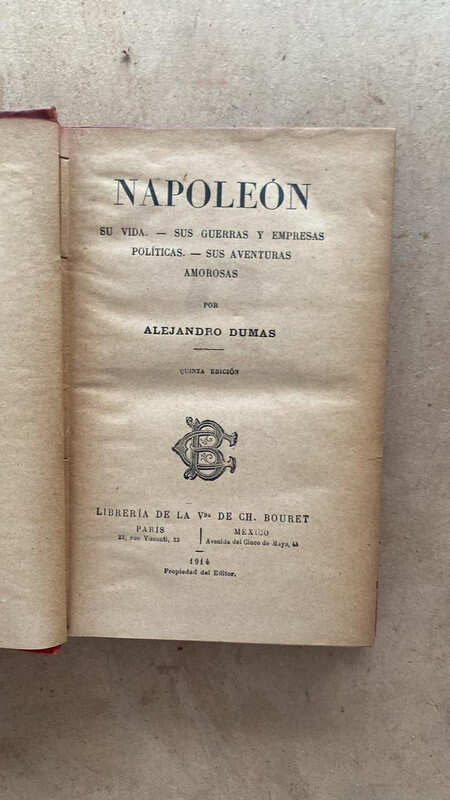 NAPOLEÓN
SU VIDA. — SUS GUERRAS Y EMPRESAS
POLÍTICAS. — SUS AVENTURAS
AMOROSAS
POR
ALEJANDRO DUMAS
QUINTA EDICIÓN
LIBRERÍA DE LA Vda DE CH. BOURET
PARÍS
23, rue Visconti, 23
MÉXICO
Avenida del Cinco de Mayo, 45
1914
Propiedad del Editor.